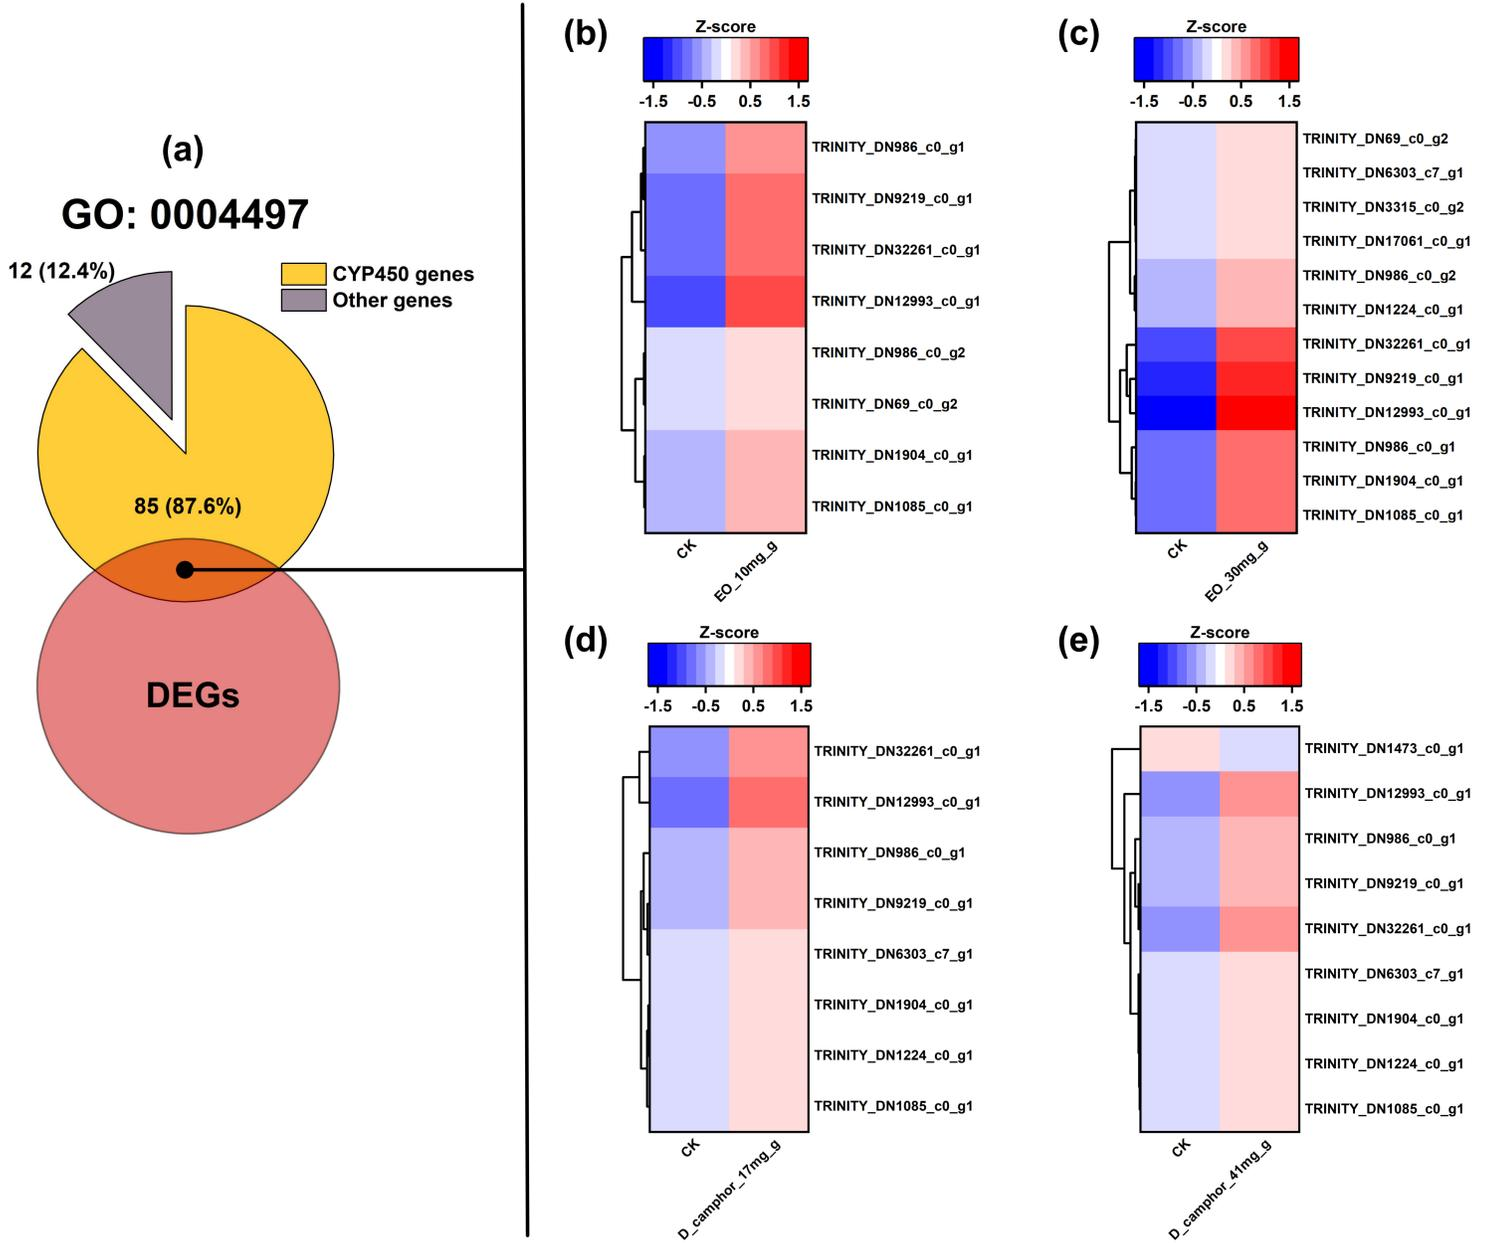 (a)
GO: 0004497
12 (12.4%)
CYP450 genes
Other genes
85 (87.6%)
DEGs
(b)
Z-score
-1.5 -0.5 0.5 1.5
TRINITY_DN986_c0_g1
TRINITY_DN9219_c0_g1
TRINITY_DN32261_c0_g1
TRINITY_DN12993_c0_g1
TRINITY_DN986_c0_g2
TRINITY_DN69_c0_g2
TRINITY_DN1904_c0_g1
TRINITY_DN1085_c0_g1
CK
EO_10mg_g
(c)
Z-score
-1.5 -0.5 0.5 1.5
TRINITY_DN69_c0_g2
TRINITY_DN6303_c7_g1
TRINITY_DN3315_c0_g2
TRINITY_DN17061_c0_g1
TRINITY_DN986_c0_g2
TRINITY_DN1224_c0_g1
TRINITY_DN32261_c0_g1
TRINITY_DN9219_c0_g1
TRINITY_DN12993_c0_g1
TRINITY_DN986_c0_g1
TRINITY_DN1904_c0_g1
TRINITY_DN1085_c0_g1
CK
EO_30mg_g
(d)
Z-score
-1.5 -0.5 0.5 1.5
TRINITY_DN32261_c0_g1
TRINITY_DN12993_c0_g1
TRINITY_DN986_c0_g1
TRINITY_DN9219_c0_g1
TRINITY_DN6303_c7_g1
TRINITY_DN1904_c0_g1
TRINITY_DN1224_c0_g1
TRINITY_DN1085_c0_g1
CK
D_camphor_17mg_g
(e)
Z-score
-1.5 -0.5 0.5 1.5
TRINITY_DN1473_c0_g1
TRINITY_DN12993_c0_g1
TRINITY_DN986_c0_g1
TRINITY_DN9219_c0_g1
TRINITY_DN32261_c0_g1
TRINITY_DN6303_c7_g1
TRINITY_DN1904_c0_g1
TRINITY_DN1224_c0_g1
TRINITY_DN1085_c0_g1
CK
D_camphor_41mg_g